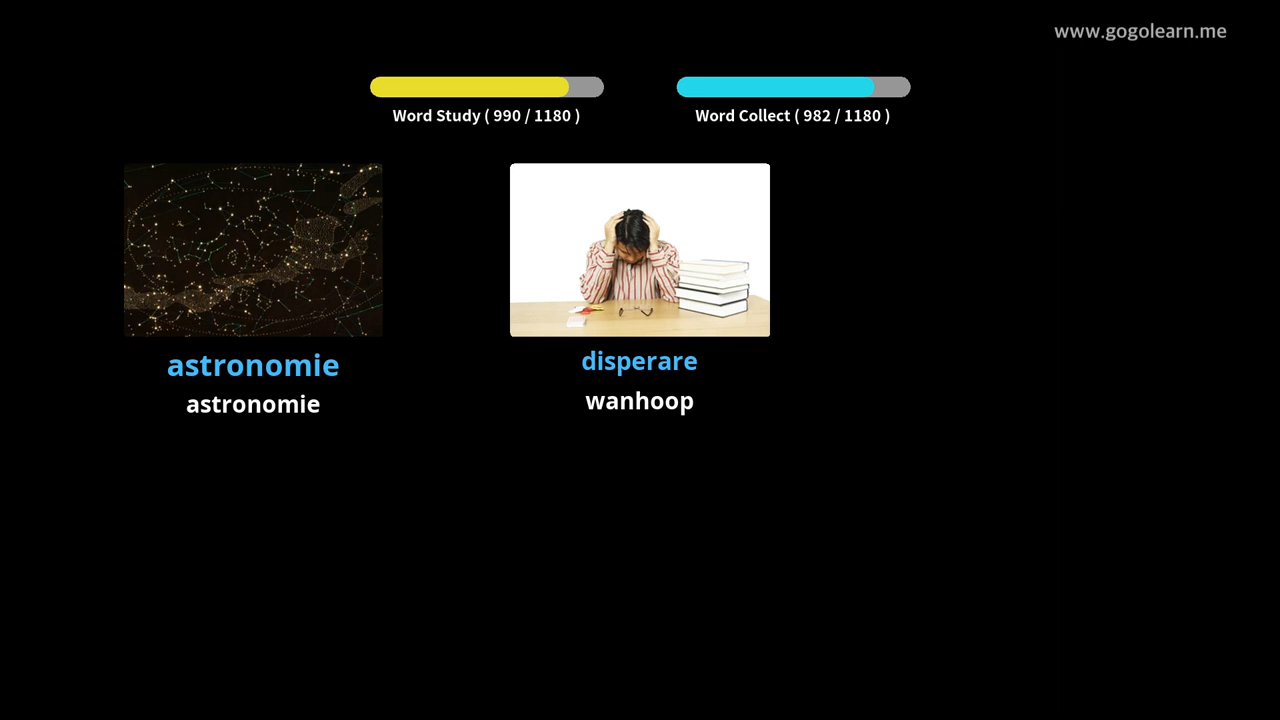 www.gogolearn.me
Word Study ( 990 / 1180 )
Word Collect ( 982 / 1180 )
astronomie
astronomie
disperare
wanhoop